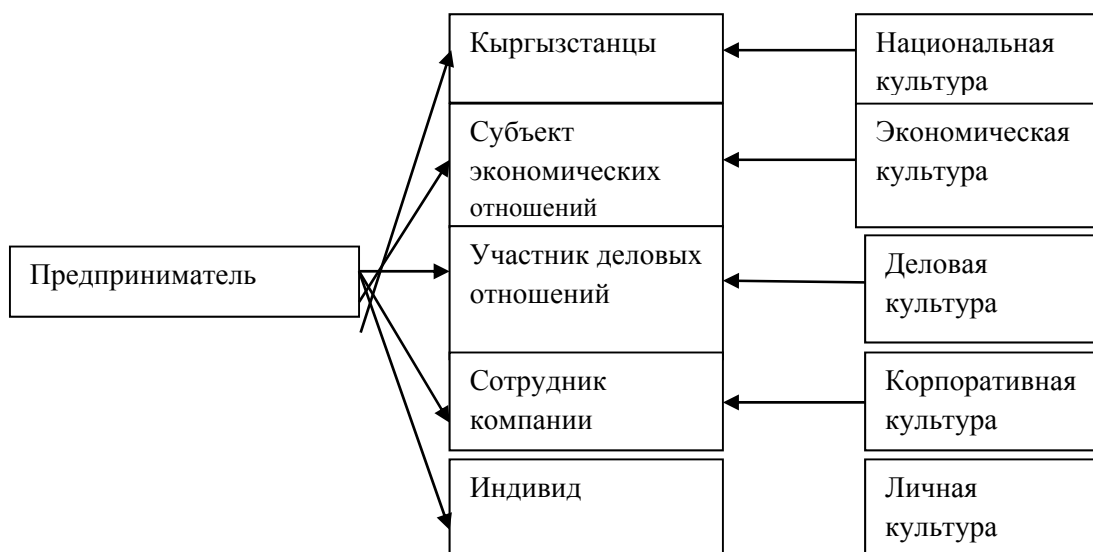 Кыргызстанцы
Национальная
культура
Субъект
экономических
отношений
Экономическая
культура
Предприниматель
Участник деловых
отношений
Деловая
культура
Сотрудник
компании
Корпоративная
культура
Индивид
Личная
культура